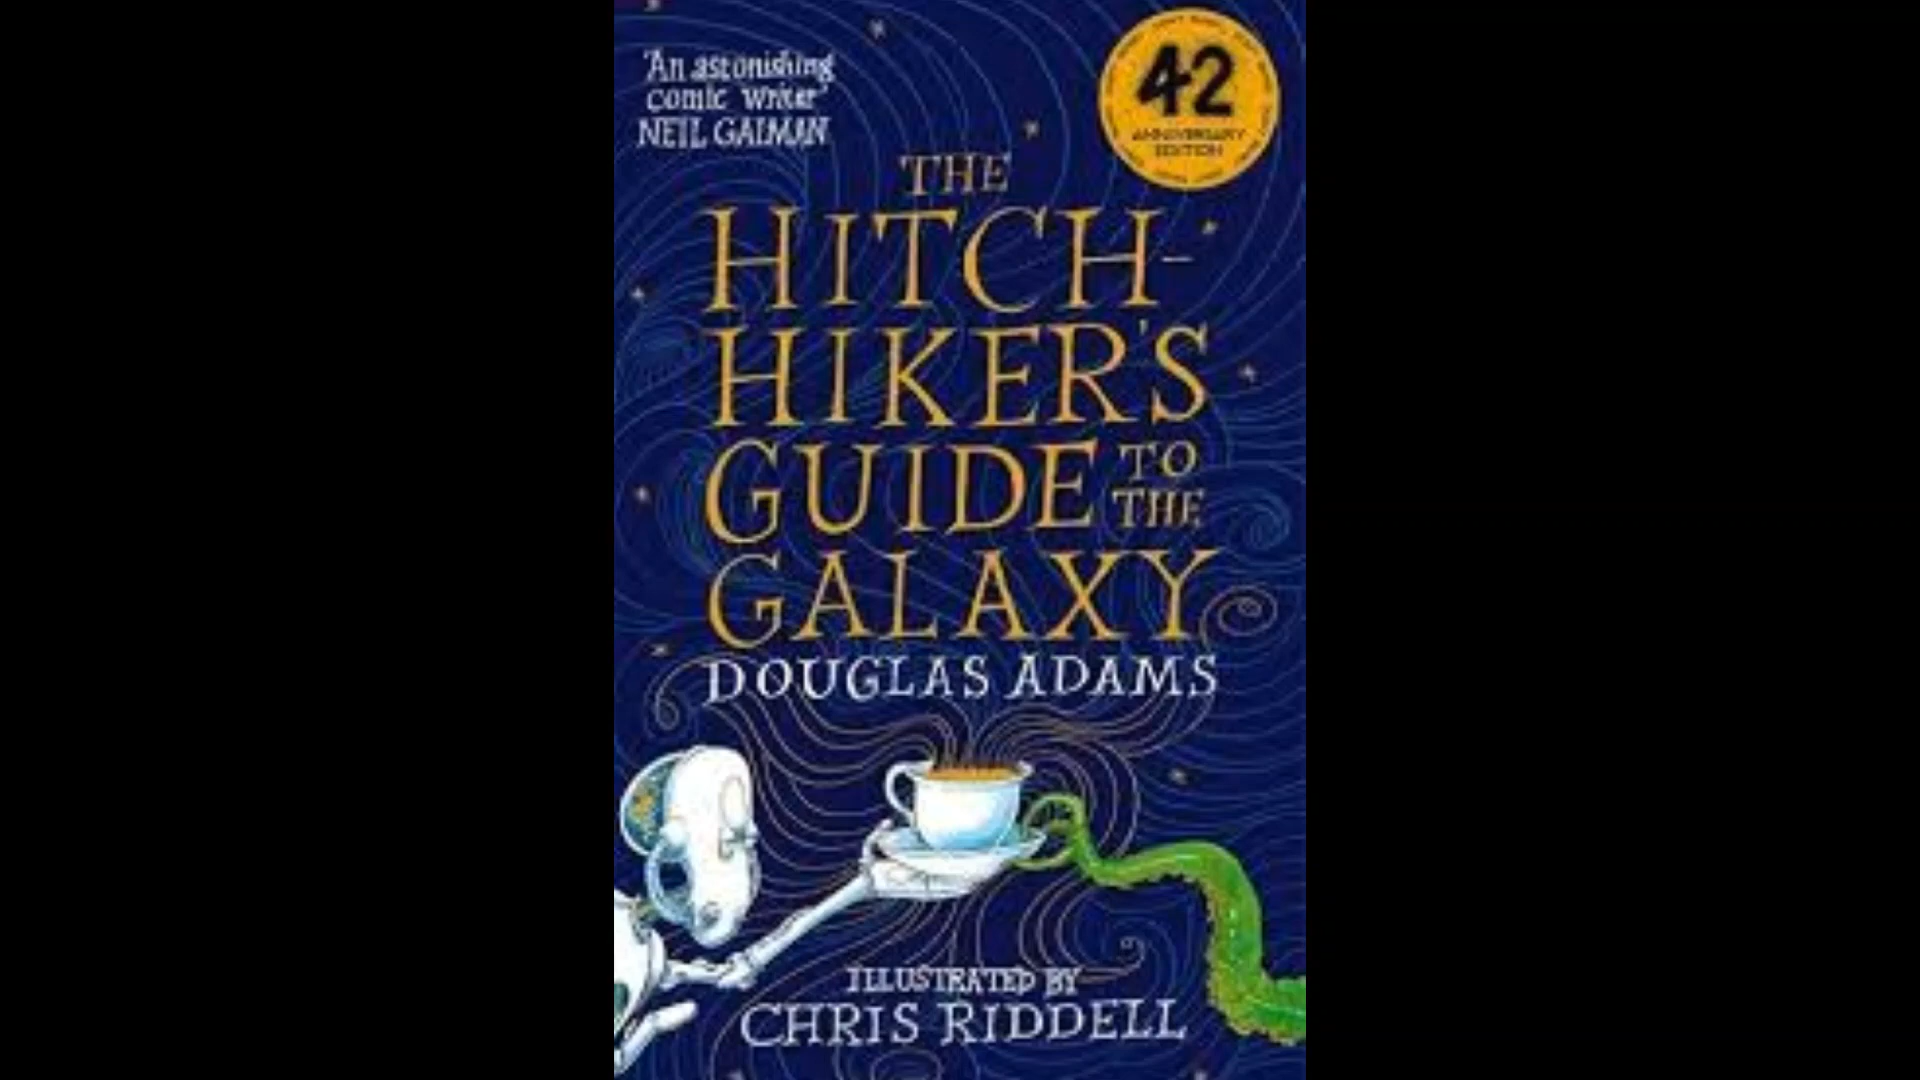 'An astonishing
comic writer'
NEIL GAIMAN
42
ANNIVERSARY
EDITION
THE
HITCH-
HIKER'S
GUIDE TO
THE
GALAXY
DOUGLAS ADAMS
ILLUSTRATED BY
CHRIS RIDDELL